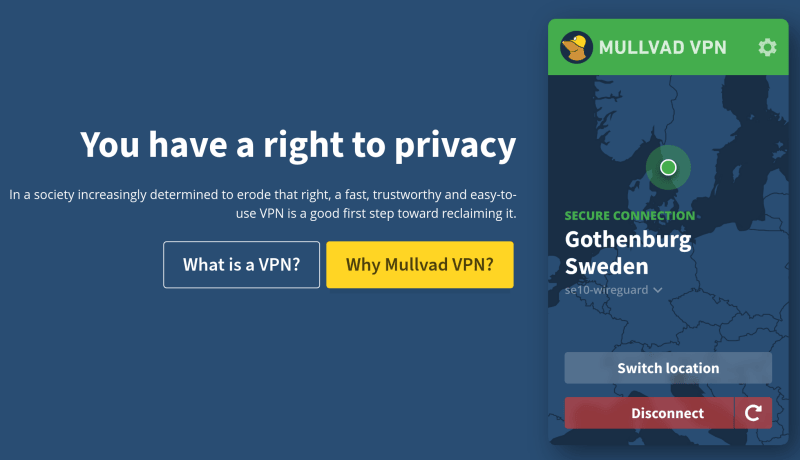 You have a right to privacy
In a society increasingly determined to erode that right, a fast, trustworthy and easy-to-
use VPN is a good first step toward reclaiming it.
What is a VPN?
Why Mullvad VPN?
MULLVAD VPN
SECURE CONNECTION
Gothenburg
Sweden
se10-wireguard
Switch location
Disconnect